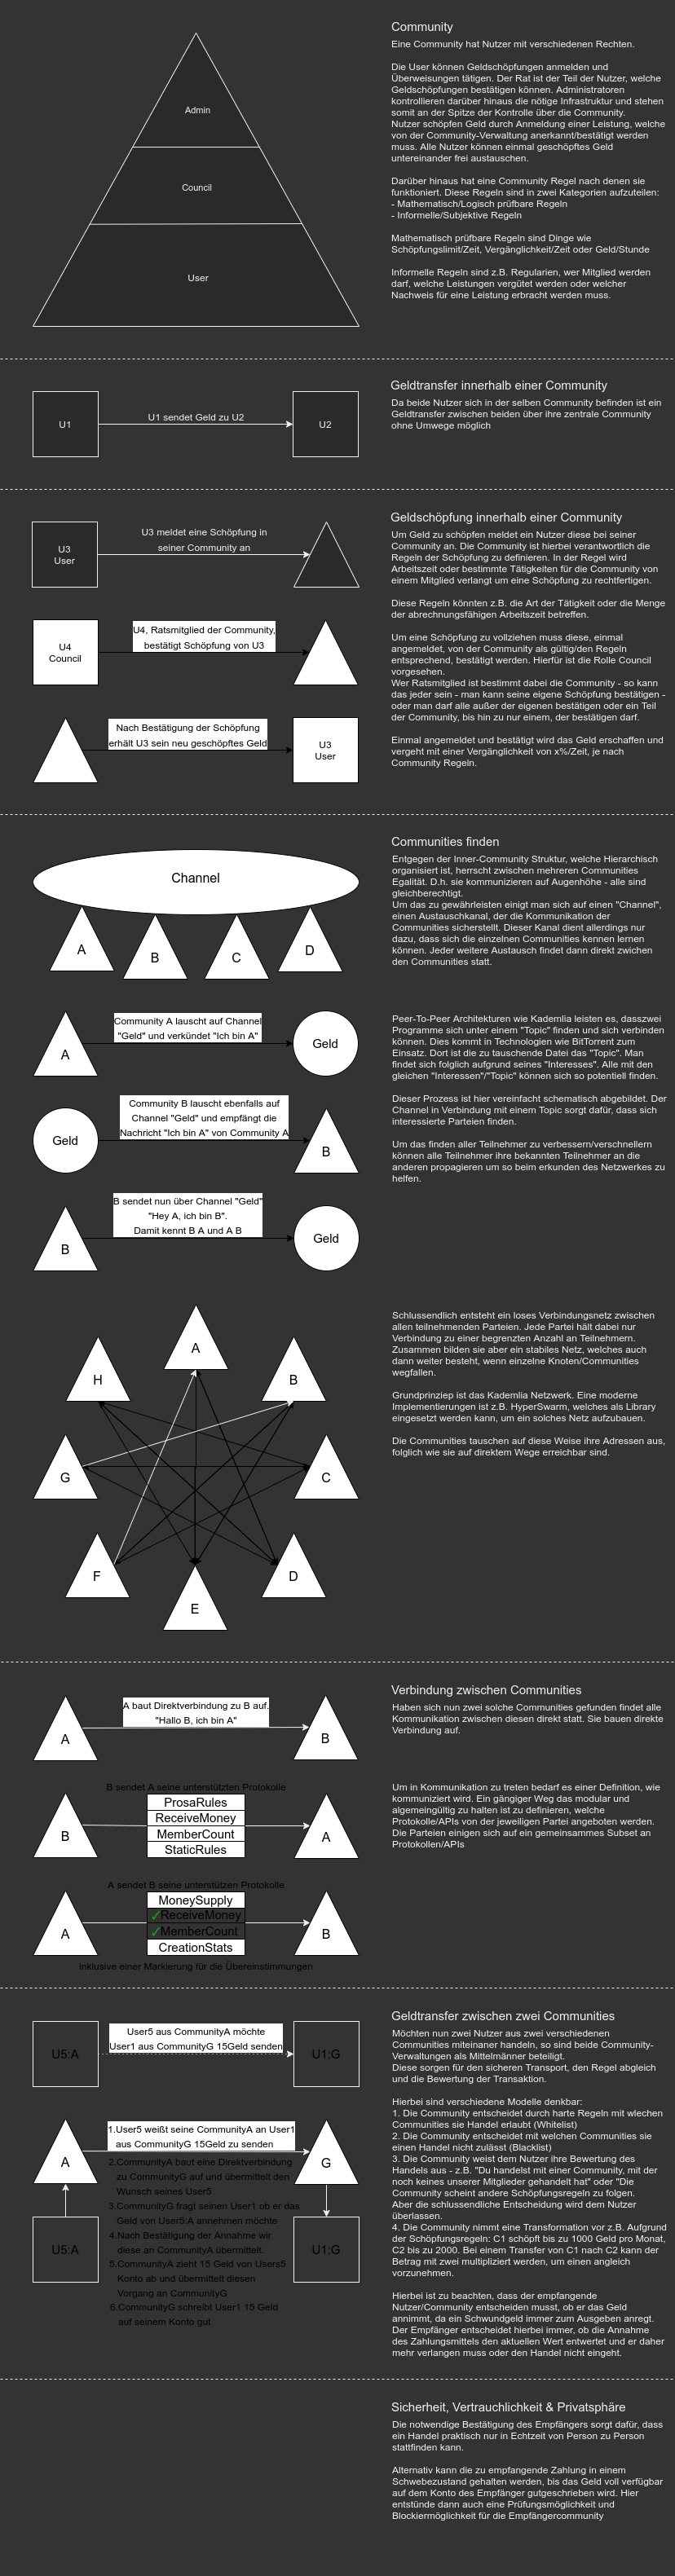 Community
Eine Community hat Nutzer mit verschiedenen Rechten.
Die User können Geldschöpfungen anmelden und
Überweisungen tätigen. Der Rat ist der Teil der Nutzer, welche
Geldschöpfungen bestätigen können. Administratoren
kontrollieren darüber hinaus die nötige Infrastruktur und stehen
somit an der Spitze der Kontrolle über die Community.
Nutzer schöpfen Geld durch Anmeldung einer Leistung, welche
von der Community-Verwaltung anerkannt/bestätigt werden
muss. Alle Nutzer können einmal geschöpftes Geld
untereinander frei austauschen.
Darüber hinaus hat eine Community Regel nach denen sie
funktioniert. Diese Regeln sind in zwei Kategorien aufzuteilen:
- Mathematisch/Logisch prüfbare Regeln
- Informelle/Subjektive Regeln
Mathematisch prüfbare Regeln sind Dinge wie
Schöpfungslimit/Zeit, Vergänglichkeit/Zeit oder Geld/Stunde
Informelle Regeln sind z.B. Regularien, wer Mitglied werden
darf, welche Leistungen vergütet werden oder welcher
Nachweis für eine Leistung erbracht werden muss.
Admin
Council
User
Geldtransfer innerhalb einer Community
Da beide Nutzer sich in der selben Community befinden ist ein
Geldtransfer zwischen beiden über ihre zentrale Community
ohne Umwege möglich
U1
U1 sendet Geld zu U2
U2
Geldschöpfung innerhalb einer Community
Um Geld zu schöpfen meldet ein Nutzer diese bei seiner
Community an. Die Community ist hierbei verantwortlich die
Regeln der Schöpfung zu definieren. In der Regel wird
Arbeitszeit oder bestimmte Tätigkeiten für die Community von
einem Mitglied verlangt um eine Schöpfung zu rechtfertigen.
Diese Regeln könnten z.B. die Art der Tätigkeit oder die Menge
der abrechnungsfähigen Arbeitszeit betreffen.
Um eine Schöpfung zu vollziehen muss diese, einmal
angemeldet, von der Community als gültig/den Regeln
entsprechend, bestätigt werden. Hierfür ist die Rolle Council
vorgesehen.
Wer Ratsmitglied ist bestimmt dabei die Community - so kann
das jeder sein - man kann seine eigene Schöpfung bestätigen -
oder man darf alle außer der eigenen bestätigen oder ein Teil
der Community, bis hin zu nur einem, der bestätigen darf.
Einmal angemeldet und bestätigt wird das Geld erschaffen und
vergeht mit einer Vergänglichkeit von x%/Zeit, je nach
Community Regeln.
U3
User
U3 meldet eine Schöpfung in
seiner Community an
U4
Council
U4, Ratsmitglied der Community,
bestätigt Schöpfung von U3
Nach Bestätigung der Schöpfung
erhält U3 sein neu geschöpftes Geld
U3
User
Communities finden
Entgegen der Inner-Community Struktur, welche Hierarchisch
organisiert ist, herrscht zwischen mehreren Communities
Egalität. D.h. sie kommunizieren auf Augenhöhe - alle sind
gleichberechtigt.
Um das zu gewährleisten einigt man sich auf einen "Channel",
einen Austauschkanal, der die Kommunikation der
Communities sicherstellt. Dieser Kanal dient allerdings nur
dazu, dass sich die einzelnen Communities kennen lernen
können. Jeder weitere Austausch findet dann direkt zwichen
den Communities statt.
Channel
A
B
C
D
Peer-To-Peer Architekturen wie Kademlia leisten es, dasszwei
Programme sich unter einem "Topic" finden und sich verbinden
können. Dies kommt in Technologien wie BitTorrent zum
Einsatz. Dort ist die zu tauschende Datei das "Topic". Man
findet sich folglich aufgrund seines "Interesses". Alle mit den
gleichen "Interessen"/"Topic" können sich so potentiell finden.
Dieser Prozess ist hier vereinfacht schematisch abgebildet. Der
Channel in Verbindung mit einem Topic sorgt dafür, dass sich
interessierte Parteien finden.
Um das finden aller Teilnehmer zu verbessern/verschnellern
können alle Teilnehmer ihre bekannten Teilnehmer an die
anderen propagieren um so beim erkunden des Netzwerkes zu
helfen.
A
Community A lauscht auf Channel
"Geld" und verkündet "Ich bin A"
Geld
Geld
Community B lauscht ebenfalls auf
Channel "Geld" und empfängt die
Nachricht "Ich bin A" von Community A
B
B
B sendet nun über Channel "Geld"
"Hey A, ich bin B".
Damit kennt B A und A B
Geld
Schlussendlich entsteht ein loses Verbindungsnetz zwischen
allen teilnehmenden Parteien. Jede Partei hält dabei nur
Verbindung zu einer begrenzten Anzahl an Teilnehmern.
Zusammen bilden sie aber ein stabiles Netz, welches auch
dann weiter besteht, wenn einzelne Knoten/Communities
wegfallen.
Grundprinziep ist das Kademlia Netzwerk. Eine moderne
Implementierungen ist z.B. HyperSwarm, welches als Library
eingesetzt werden kann, um ein solches Netz aufzubauen.
Die Communities tauschen auf diese Weise ihre Adressen aus,
folglich wie sie auf direktem Wege erreichbar sind.
A
H
B
G
C
F
D
E
Verbindung zwischen Communities
Haben sich nun zwei solche Communities gefunden findet alle
Kommunikation zwischen diesen direkt statt. Sie bauen direkte
Verbindung auf.
A
A baut Direktverbindung zu B auf.
"Hallo B, ich bin A"
B
Um in Kommunikation zu treten bedarf es einer Definition, wie
kommuniziert wird. Ein gängiger Weg das modular und
algemeingültig zu halten ist zu definieren, welche
Protokolle/APIs von der jeweiligen Partei angeboten werden.
Die Parteien einigen sich auf ein gemeinsammes Subset an
Protokollen/APIs
B sendet A seine unterstützten Protokolle
B
ProsaRules
ReceiveMoney
MemberCount
StaticRules
A
A sendet B seine unterstüzen Protokolle
A
MoneySupply
✓ReceiveMoney
✓MemberCount
CreationStats
B
inklusive einer Markierung für die Übereinstimmungen
Geldtransfer zwischen zwei Communities
Möchten nun zwei Nutzer aus zwei verschiedenen
Communities miteinander handeln, so sind beide Community-
Verwaltungen als Mittelmänner beteiligt.
Diese sorgen für den sicheren Transport, den Regel abgleich
und die Bewertung der Transaktion.
Hierbei sind verschiedene Modelle denkbar:
1. Die Community entscheidet durch harte Regeln mit wlechen
Communities sie Handel erlaubt (Whitelist)
2. Die Community entscheidet mit welchen Communities sie
einen Handel nicht zulässt (Blacklist)
3. Die Community weist dem Nutzer ihre Bewertung des
Handels aus - z.B. "Du handelst mit einer Community, mit der
noch keines unserer Mitglieder gehandelt hat" oder "Die
Community scheint andere Schöpfungsregeln zu haben".
Aber die schlussendliche Entscheidung wird dem Nutzer
überlassen.
4. Die Community nimmt eine Transformation vor z.B. Aufgrund
der Schöpfungsregeln: C1 schöpft bis zu 1000 Geld pro Monat,
C2 bis zu 2000. Bei einem Transfer von C1 nach C2 kann der
Betrag mit zwei multipliziert werden, um einen angleich
vorzunehmen.
Hierbei ist zu beachten, dass der empfangende
Nutzer/Community entscheiden musst, ob er das Geld
annimmt, da ein Schwundgeld immer zum Ausgeben anregt.
Der Empfänger entscheidet hierbei immer, ob die Annahme
des Zahlungsmittels den aktuellen Wert entwertet und er daher
mehr verlangen muss oder den Handel nicht eingeht.
U5:A
User5 aus CommunityA möchte
User1 aus CommunityG 15Geld senden
U1:G
A
1.User5 weißt seine CommunityA an User1
aus CommunityG 15Geld zu senden
G
2.CommunityA baut eine Direktverbindung
zu CommunityG auf und übermittelt den
Wunsch seines User5
3.CommunityG fragt seinen User1 ob er das
Geld von User5:A annehmen möchte
4.Nach Bestätigung der Annahme wir
diese an CommunityA übermittelt.
5.CommunityA zieht 15 Geld von Users5
Konto ab und übermittelt diesen
Vorgang an CommunityG
6.CommunityG schreibt User1 15 Geld
auf seinem Konto gut
U5:A
U1:G
Sicherheit, Vertrauchlichkeit & Privatsphäre
Die notwendige Bestätigung des Empfängers sorgt dafür, dass
ein Handel praktisch nur in Echtzeit von Person zu Person
stattfinden kann.
Alternativ kann die zu empfangende Zahlung in einem
Schwebezustand gehalten werden, bis das Geld voll verfügbar
auf dem Konto des Empfänger gutgeschrieben wird. Hier
entstünde dann auch eine Prüfungsmöglichkeit und
Blockiermöglichkeit für die Empfängercommunity